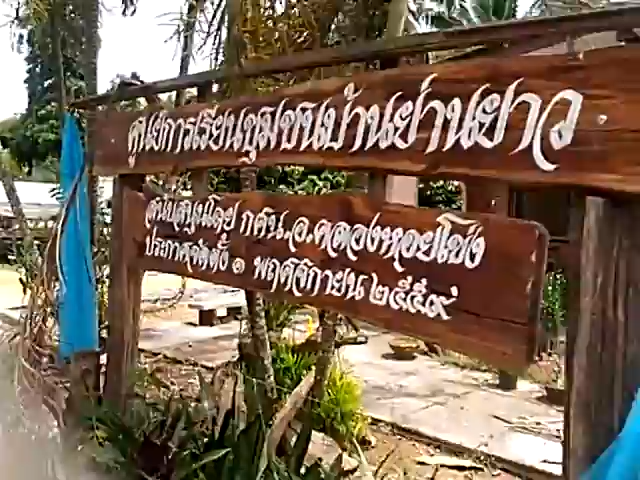 ศูนย์การเรียนชุมชนบ้านย่านยาว
สนับสนุนโดย กศน.อ.คลองหอยโข่ง
ประกาศจัดตั้ง ๑ พฤศจิกายน ๒๕๕๙